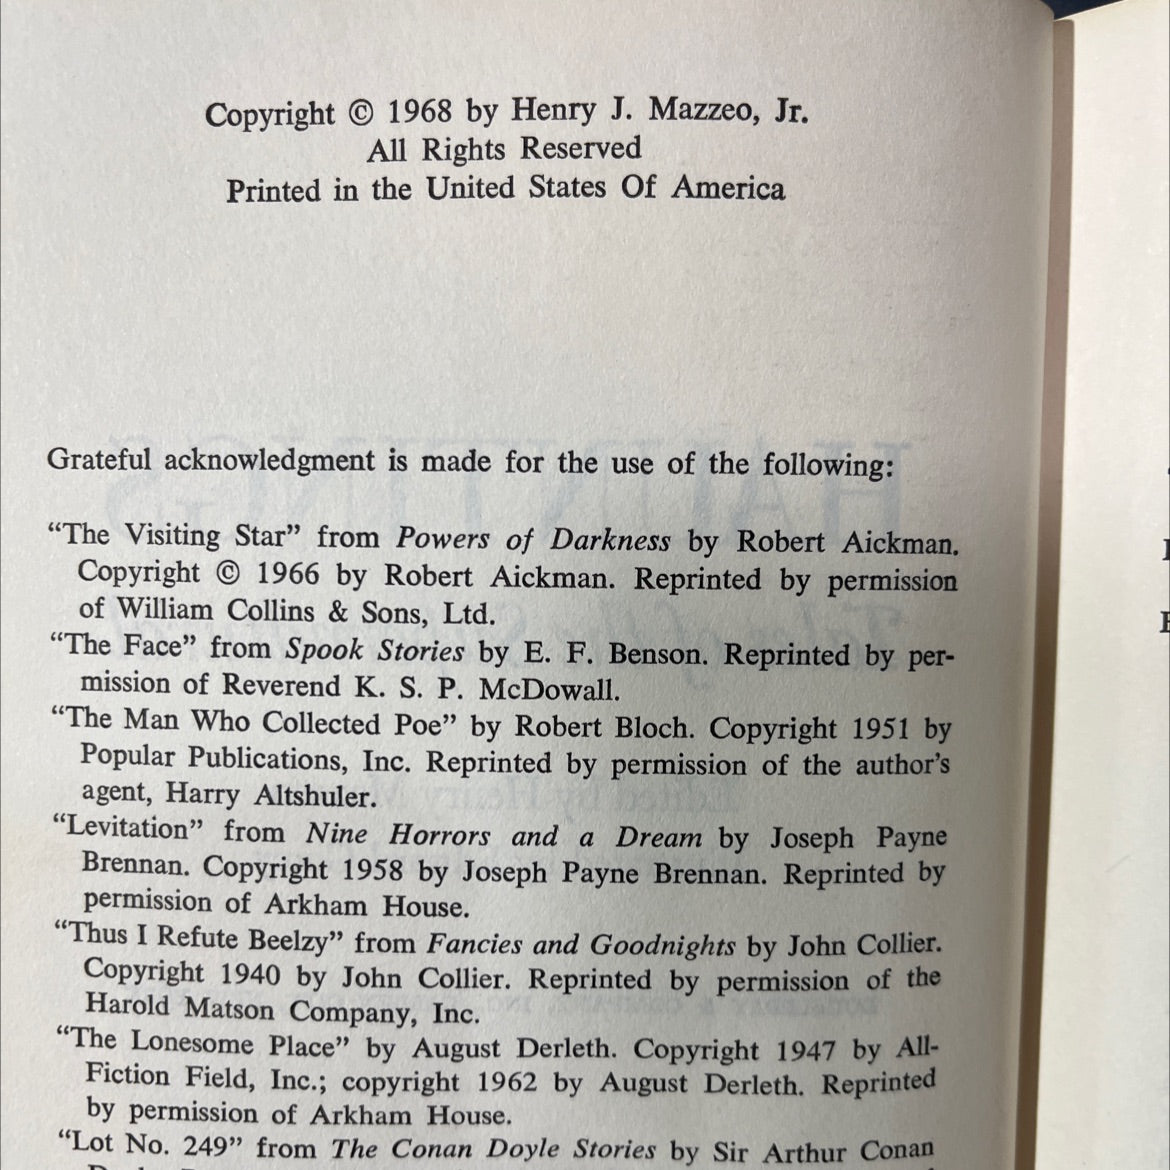 Copyright © 1968 by Henry J. Mazzeo, Jr.
All Rights Reserved
Printed in the United States Of America
Grateful acknowledgment is made for the use of the following:
“The Visiting Star” from Powers of Darkness by Robert Aickman.
Copyright © 1966 by Robert Aickman. Reprinted by permission
of William Collins & Sons, Ltd.
“The Face” from Spook Stories by E. F. Benson. Reprinted by per-
mission of Reverend K. S. P. McDowall.
“The Man Who Collected Poe” by Robert Bloch. Copyright 1951 by
Popular Publications, Inc. Reprinted by permission of the author’s
agent, Harry Altshuler.
“Levitation” from Nine Horrors and a Dream by Joseph Payne
Brennan. Copyright 1958 by Joseph Payne Brennan. Reprinted by
permission of Arkham House.
“Thus I Refute Beelzy” from Fancies and Goodnights by John Collier.
Copyright 1940 by John Collier. Reprinted by permission of the
Harold Matson Company, Inc.
“The Lonesome Place” by August Derleth. Copyright 1947 by All-
Fiction Field, Inc.; copyright 1962 by August Derleth. Reprinted
by permission of Arkham House.
“Lot No. 249” from The Conan Doyle Stories by Sir Arthur Conan